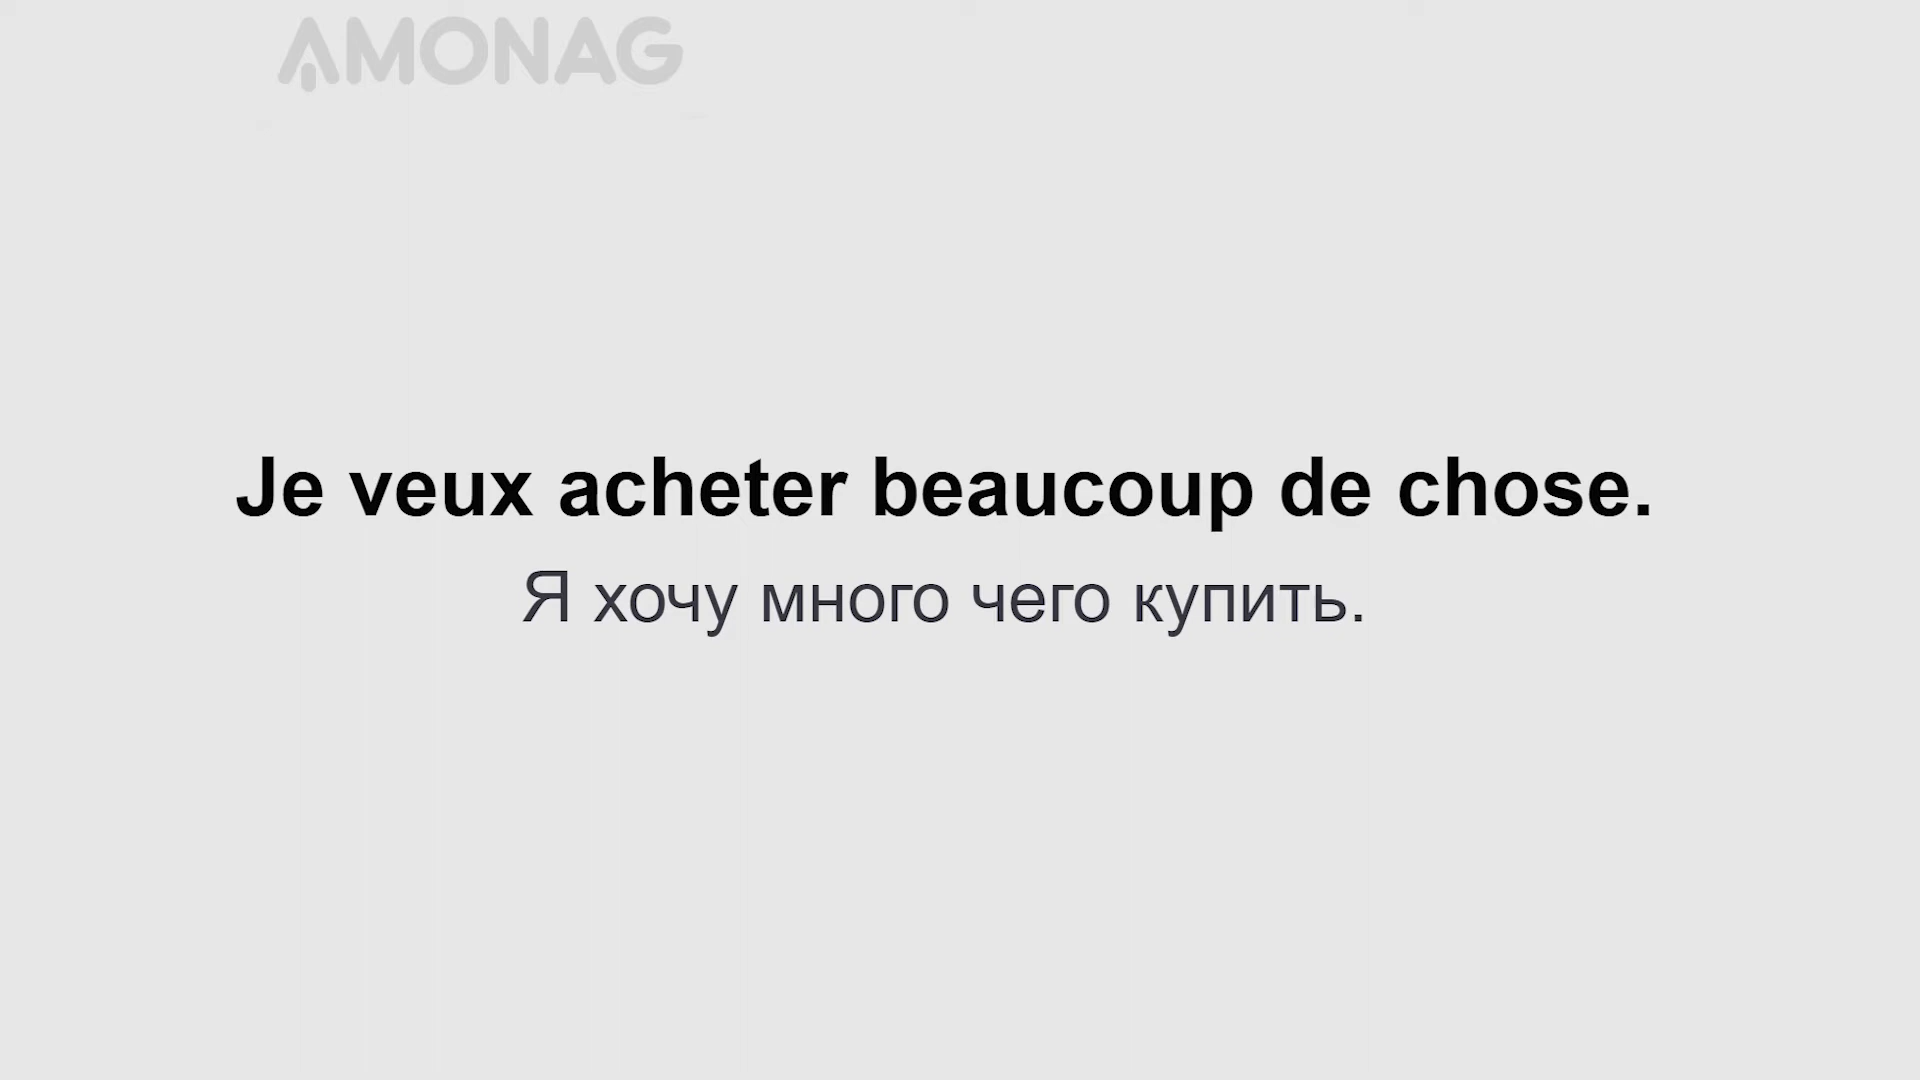 AMONAG
Je veux acheter beaucoup de chose.
Я хочу много чего купить.